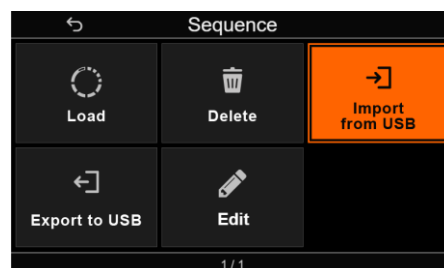 Sequence
Load
Delete
Import
from USB
Export to USB
Edit
1/1